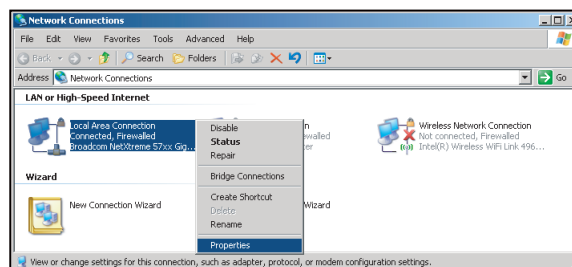 Network Connections
File Edit View Favorites Tools Advanced Help
Back Search Folders
Address Network Connections Go
LAN or High-Speed Internet
Local Area Connection
Connected, Firewalled
Broadcom NetXtreme 57xx Gig...
Disable
Status
Repair
Bridge Connections
Create Shortcut
Delete
Rename
Properties
Wireless Network Connection
Not connected, Firewalled
Intel(R) Wireless WiFi Link 496...
Wizard
New Connection Wizard
Wizard
View or change settings for this connection, such as adapter, protocol, or modem configuration settings.